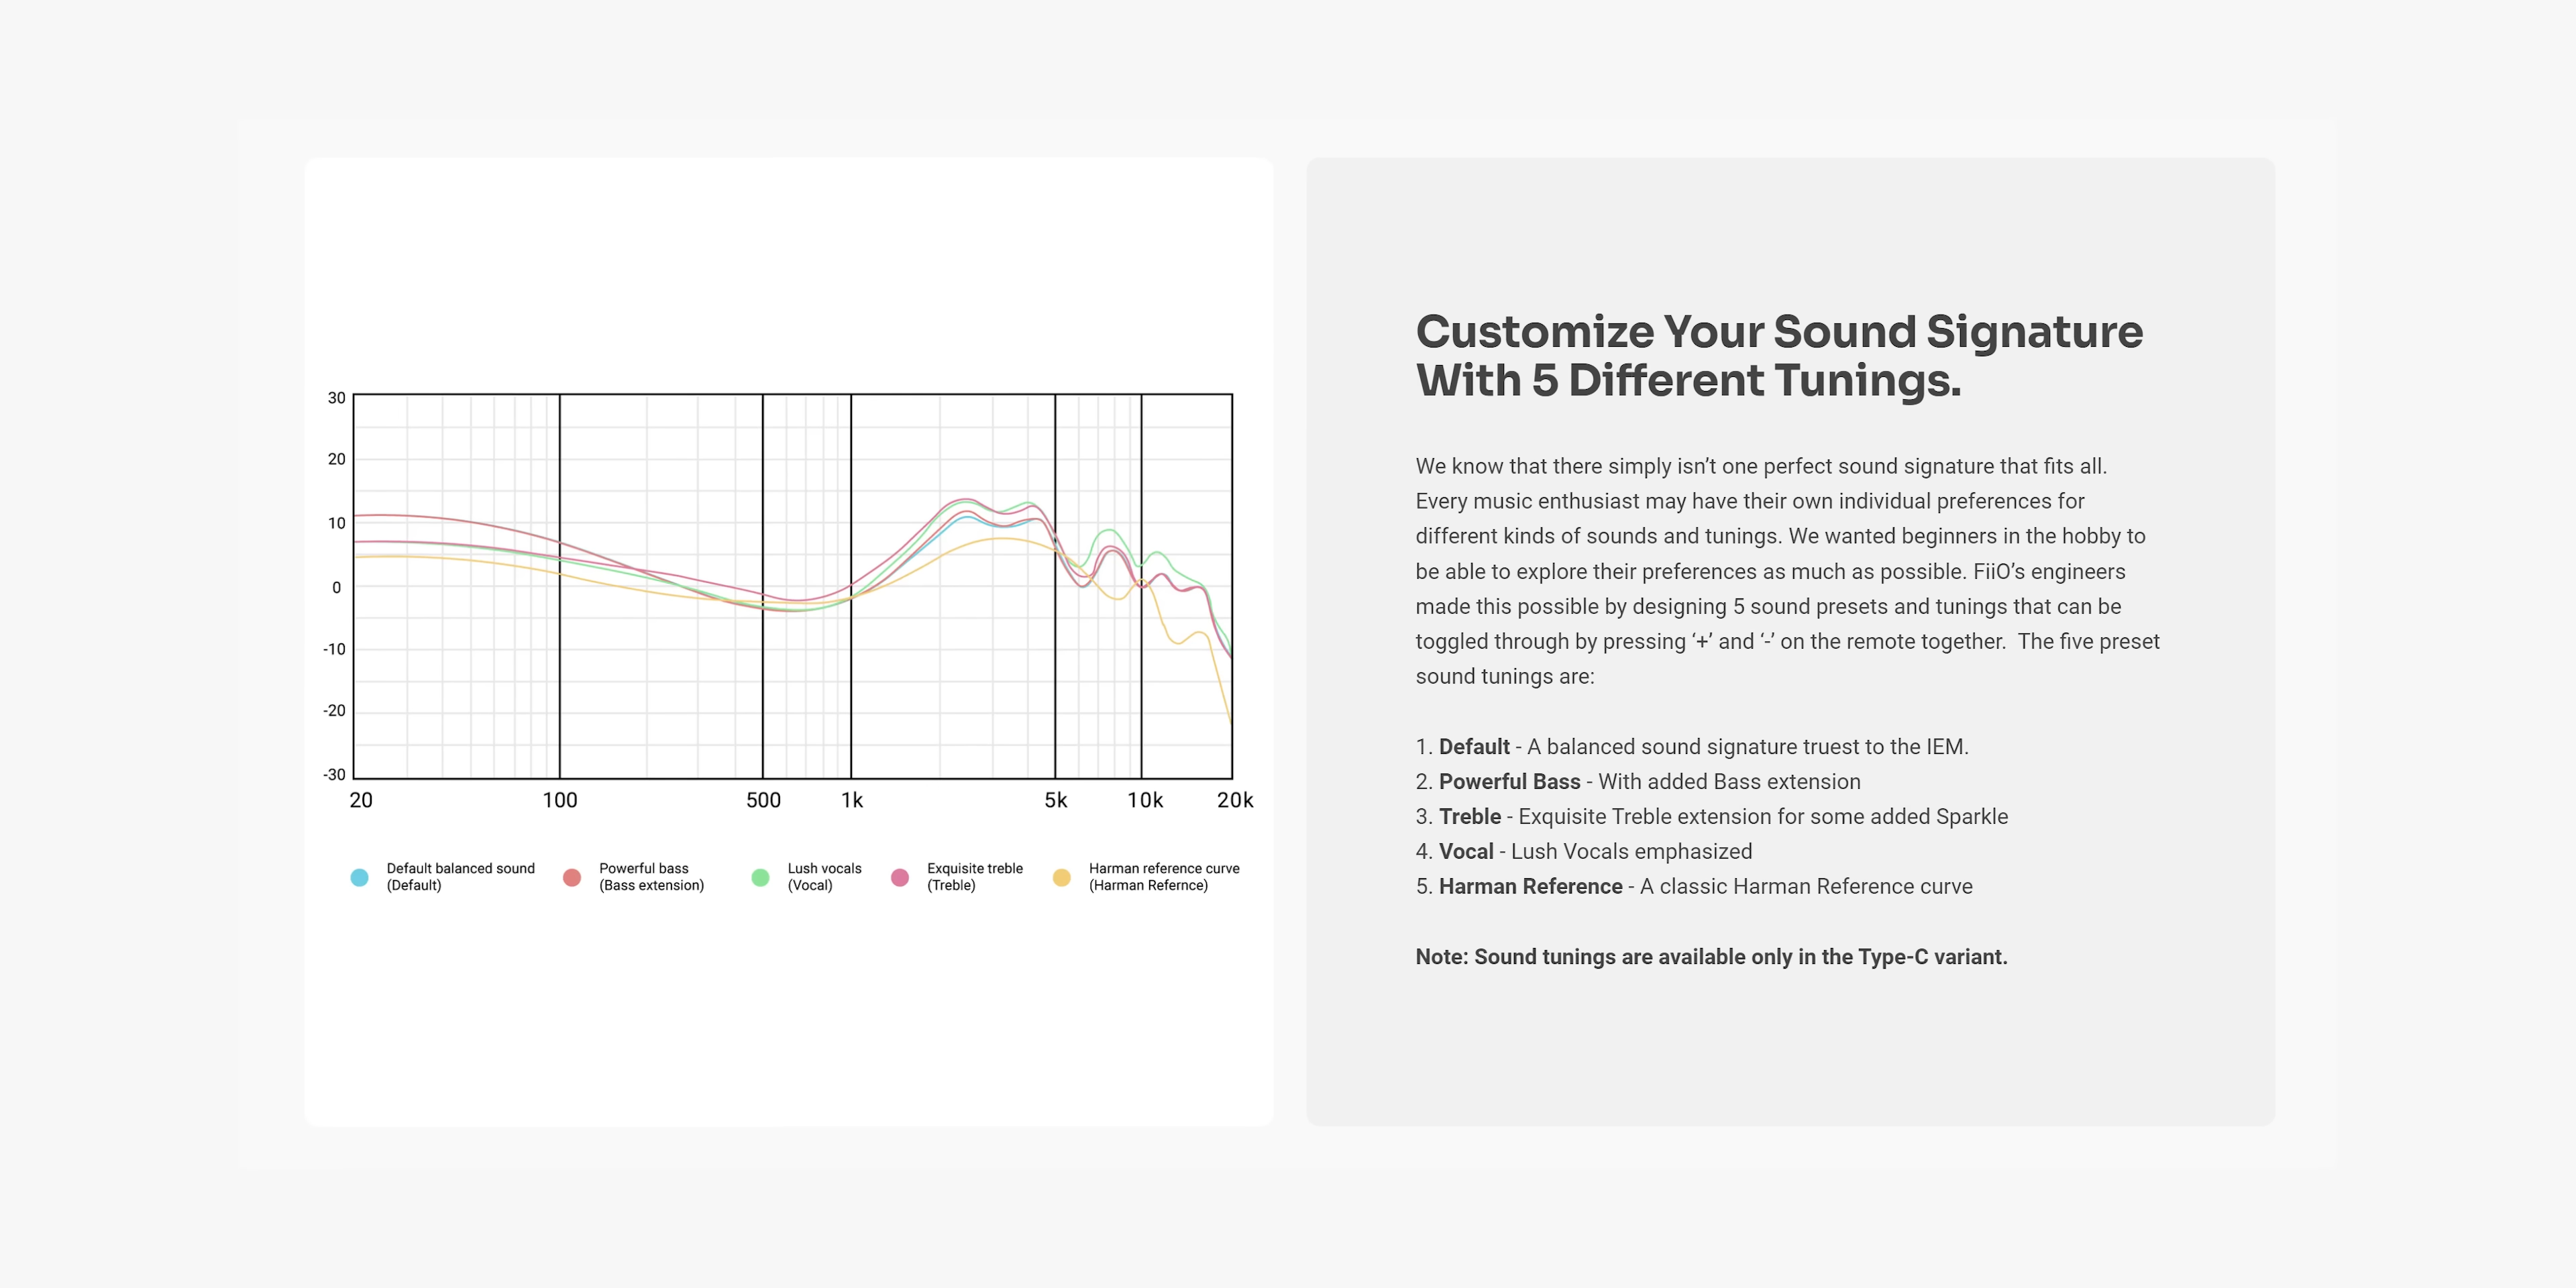 30
20
10
0
-10
-20
-30
20 100 500 1k 5k 10k 20k
Default balanced sound
(Default)
Powerful bass
(Bass extension)
Lush vocals
(Vocal)
Exquisite treble
(Treble)
Harman reference curve
(Harman Refernce)
Customize Your Sound Signature
With 5 Different Tunings.
We know that there simply isn’t one perfect sound signature that fits all.
Every music enthusiast may have their own individual preferences for
different kinds of sounds and tunings. We wanted beginners in the hobby to
be able to explore their preferences as much as possible. FiiO’s engineers
made this possible by designing 5 sound presets and tunings that can be
toggled through by pressing ‘+’ and ‘-’ on the remote together.  The five preset
sound tunings are:
1. Default - A balanced sound signature truest to the IEM.
2. Powerful Bass - With added Bass extension
3. Treble - Exquisite Treble extension for some added Sparkle
4. Vocal - Lush Vocals emphasized
5. Harman Reference - A classic Harman Reference curve
Note: Sound tunings are available only in the Type-C variant.